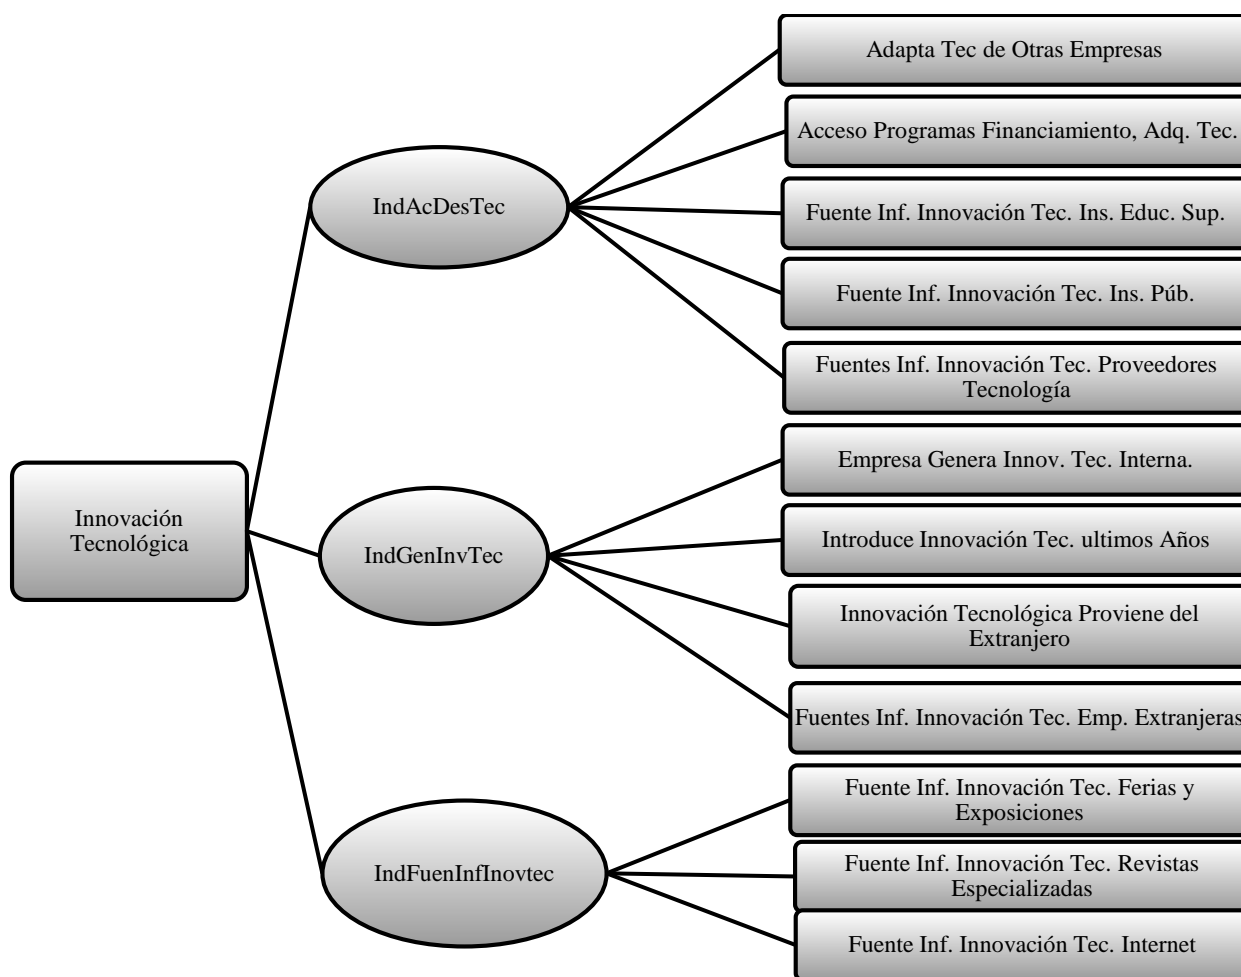 Adapta Tec de Otras Empresas
Acceso Programas Financiamiento, Adq. Tec.
IndAcDesTec
Fuente Inf. Innovación Tec. Ins. Educ. Sup.
Fuente Inf. Innovación Tec. Ins. Púb.
Fuentes Inf. Innovación Tec. Proveedores
Tecnología
Innovación
Tecnológica
Empresa Genera Innov. Tec. Interna.
IndGenInvTec
Introduce Innovación Tec. ultimos Años
Innovación Tecnológica Proviene del
Extranjero
Fuentes Inf. Innovación Tec. Emp. Extranjeras
IndFuenInfInovtec
Fuente Inf. Innovación Tec. Ferias y
Exposiciones
Fuente Inf. Innovación Tec. Revistas
Especializadas
Fuente Inf. Innovación Tec. Internet